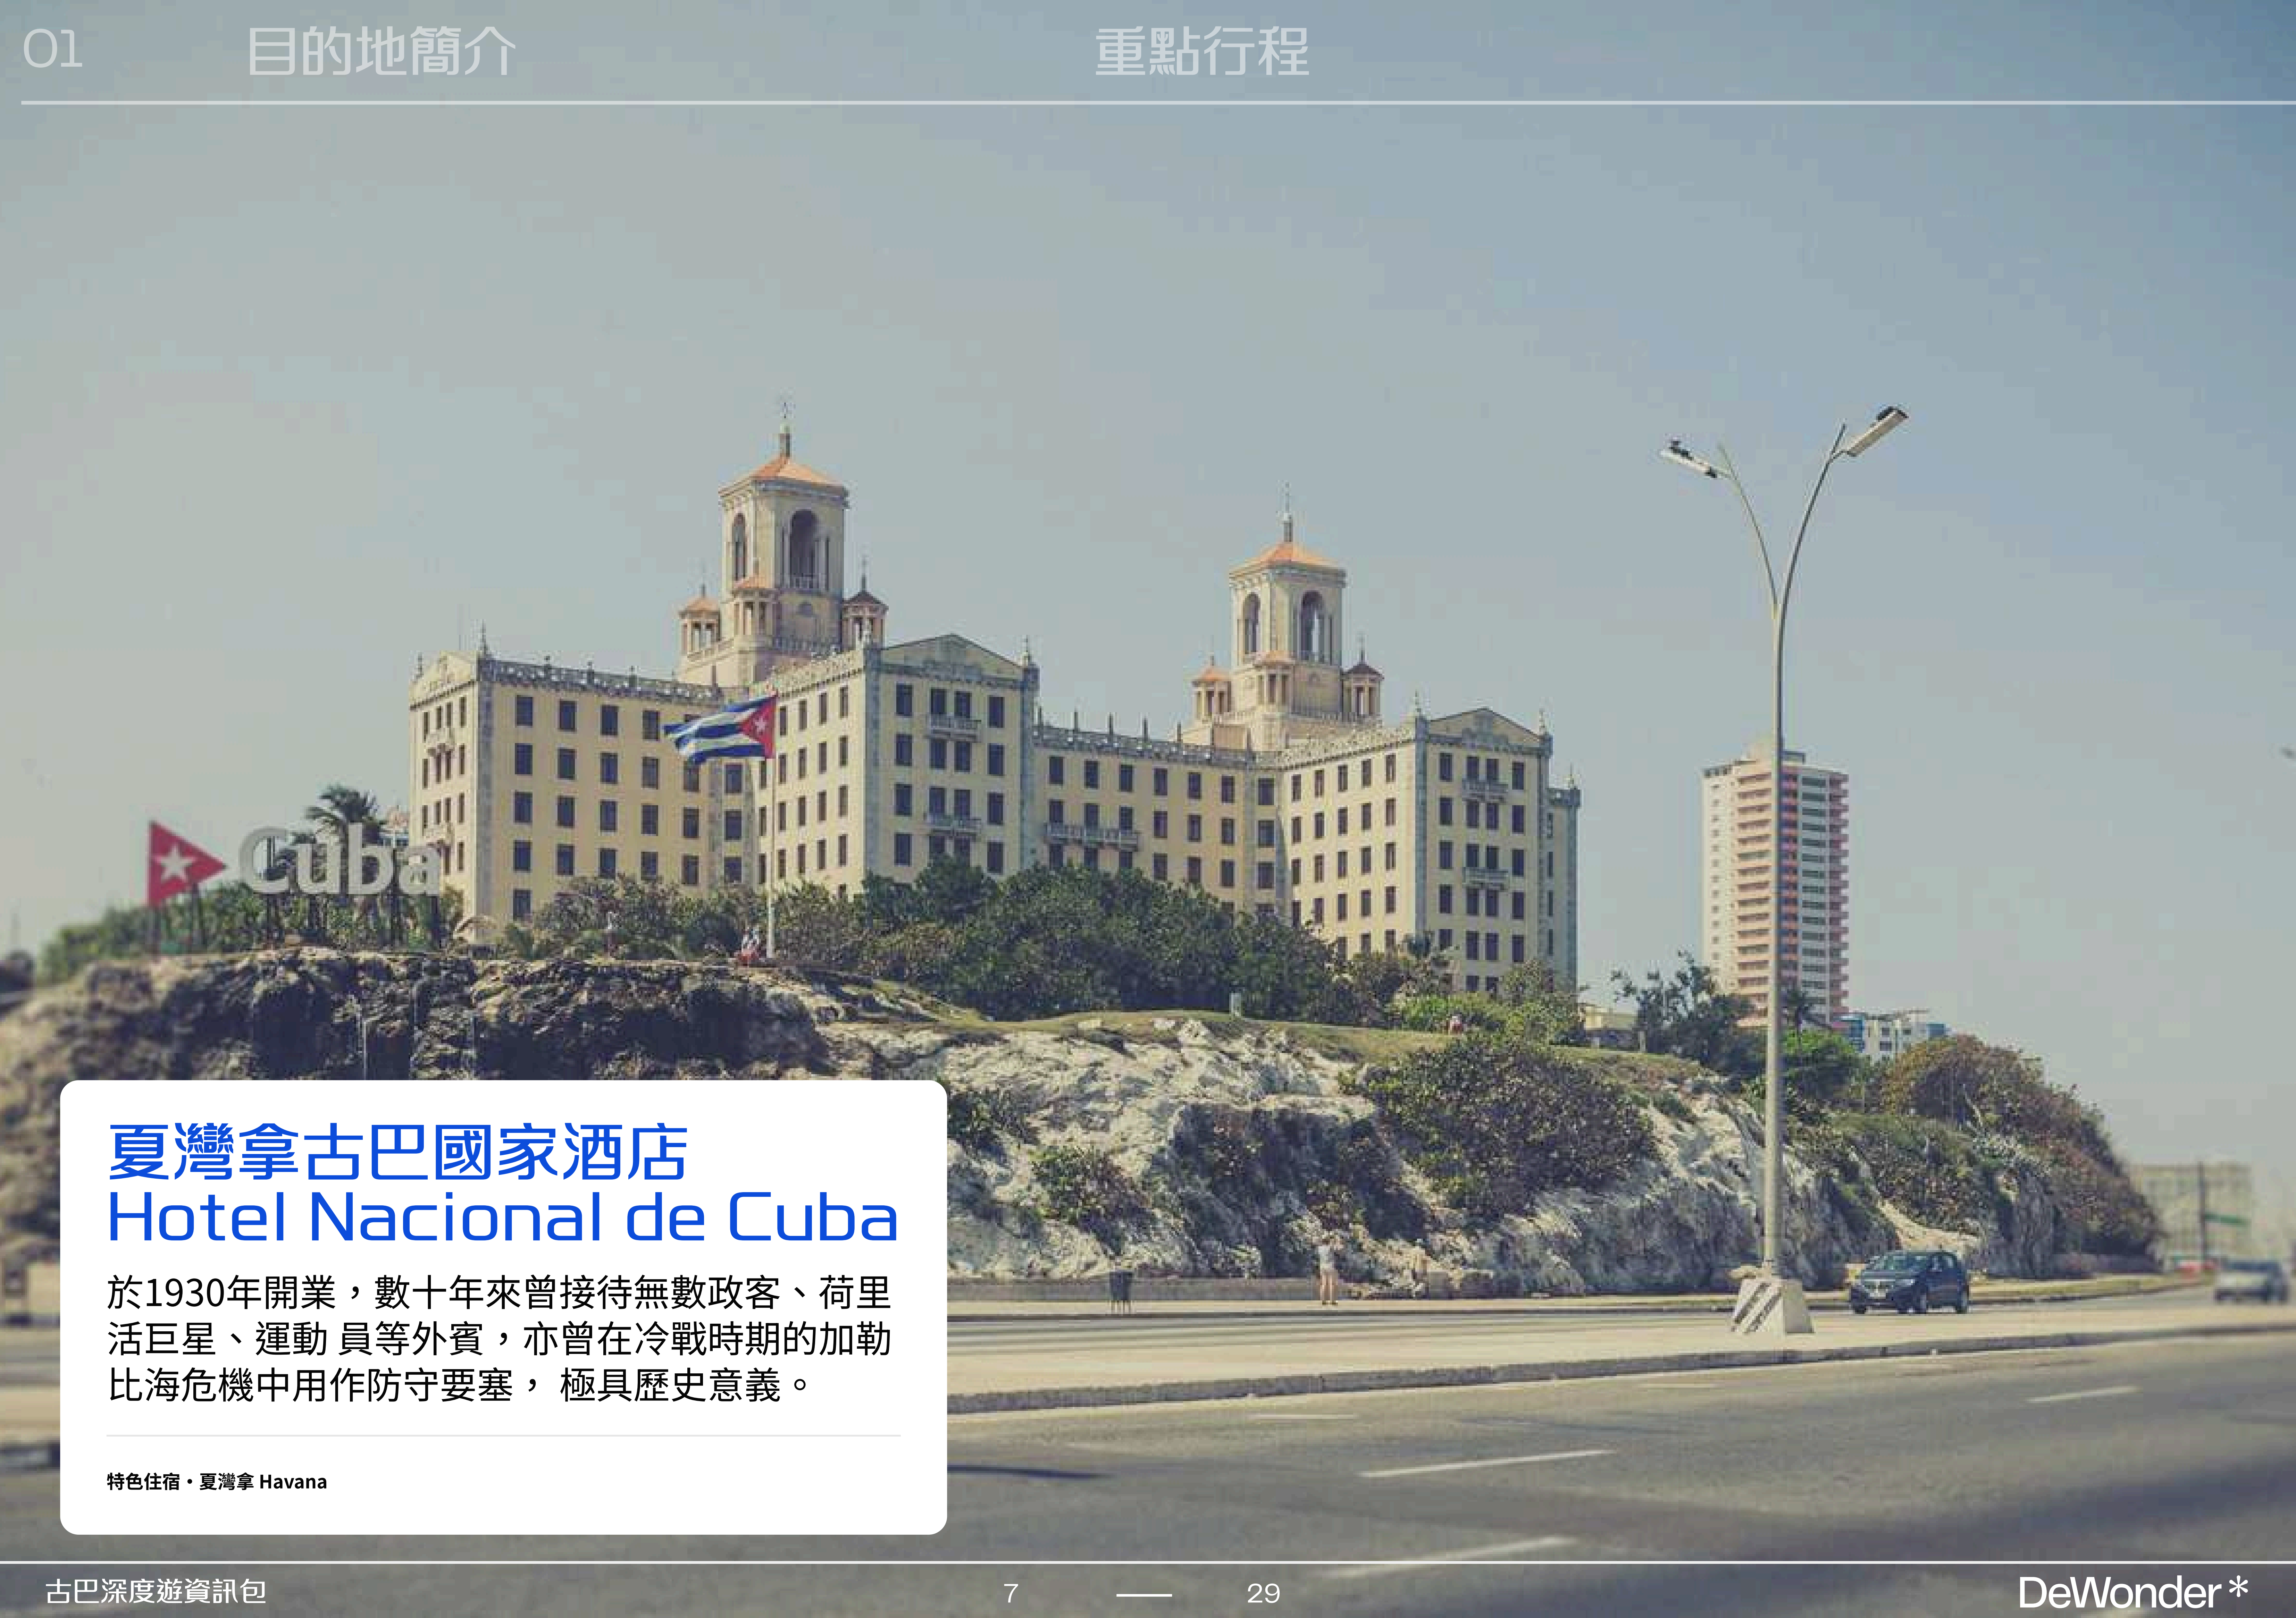 01 目的地簡介 重點行程
Cuba
夏灣拿古巴國家酒店
Hotel Nacional de Cuba
於1930年開業，數十年來曾接待無數政客、荷里
活巨星、運動 員等外賓，亦曾在冷戰時期的加勒
比海危機中用作防守要塞， 極具歷史意義。
特色住宿・夏灣拿 Havana
古巴深度遊資訊包 7 — 29 DeWonder*